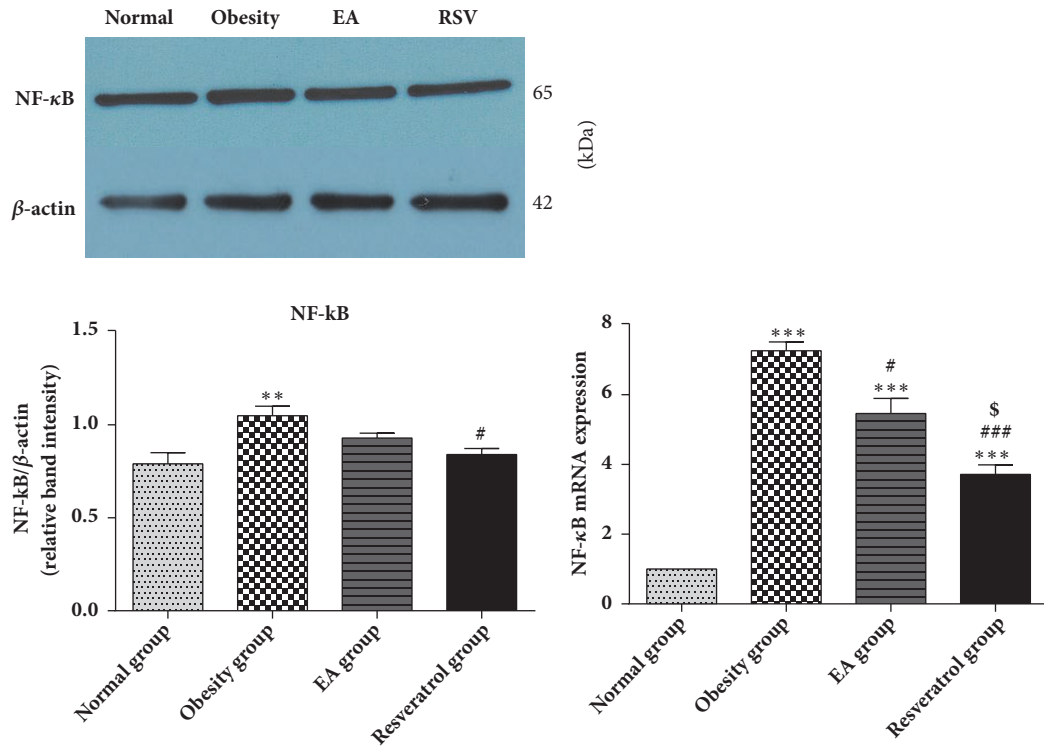 Normal Obesity EA RSV
NF-κB 65
(kDa)
β-actin 42
NF-kB
NF-kB/β-actin
(relative band intensity)
1.5
1.0
0.5
0.0
**
#
Normal group
Obesity group
EA group
Resveratrol group
NF-κB mRNA expression
8
6
4
2
0
***
#
***
$
###
***
Normal group
Obesity group
EA group
Resveratrol group